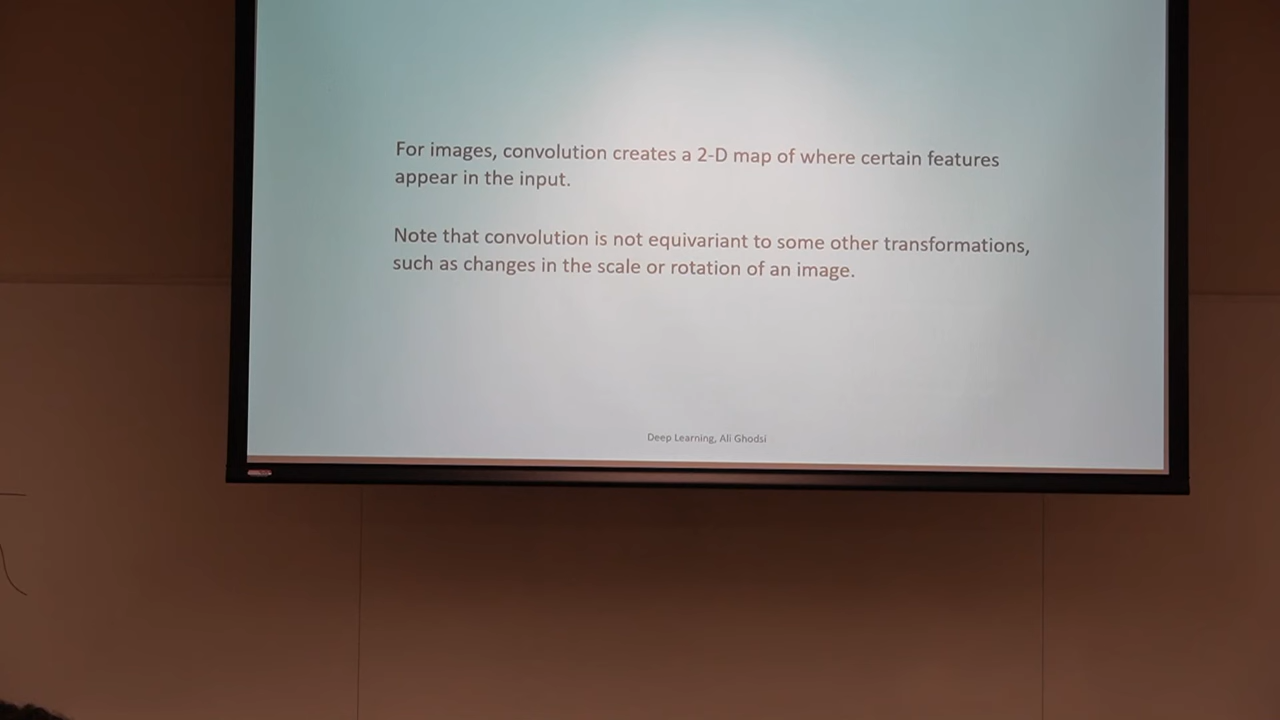 For images, convolution creates a 2-D map of where certain features
appear in the input.
Note that convolution is not equivariant to some other transformations,
such as changes in the scale or rotation of an image.
Deep Learning, Ali Ghodsi